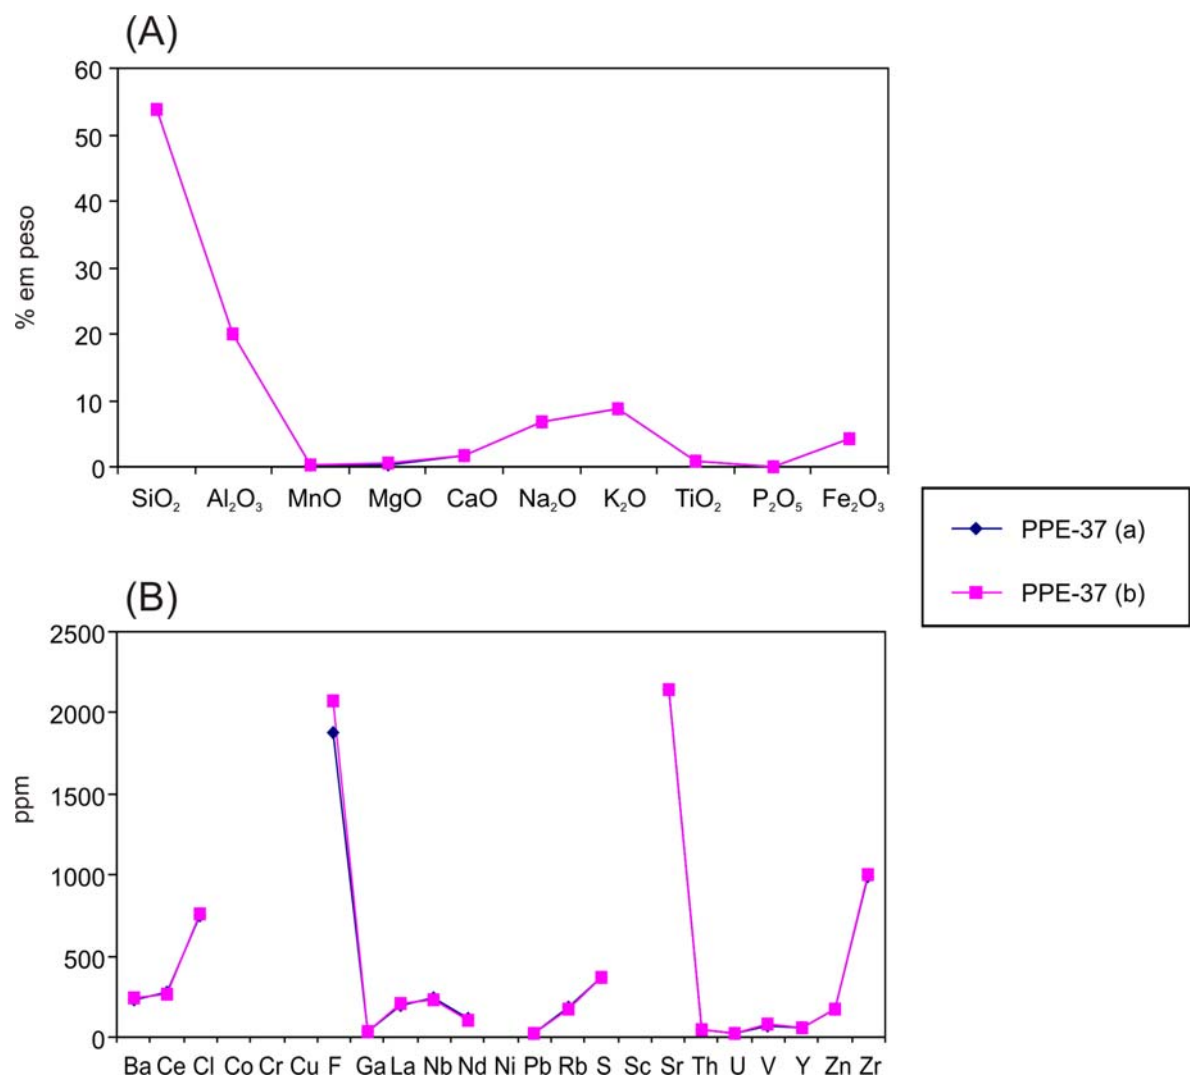 (A)
60
50
40
30
20
10
0
% em peso
SiO₂ Al₂O₃ MnO MgO CaO Na₂O K₂O TiO₂ P₂O₅ Fe₂O₃
PPE-37 (a)
PPE-37 (b)
(B)
2500
2000
1500
1000
500
0
ppm
Ba Ce Cl Co Cr Cu F Ga La Nb Nd Ni Pb Rb S Sc Sr Th U V Y Zn Zr